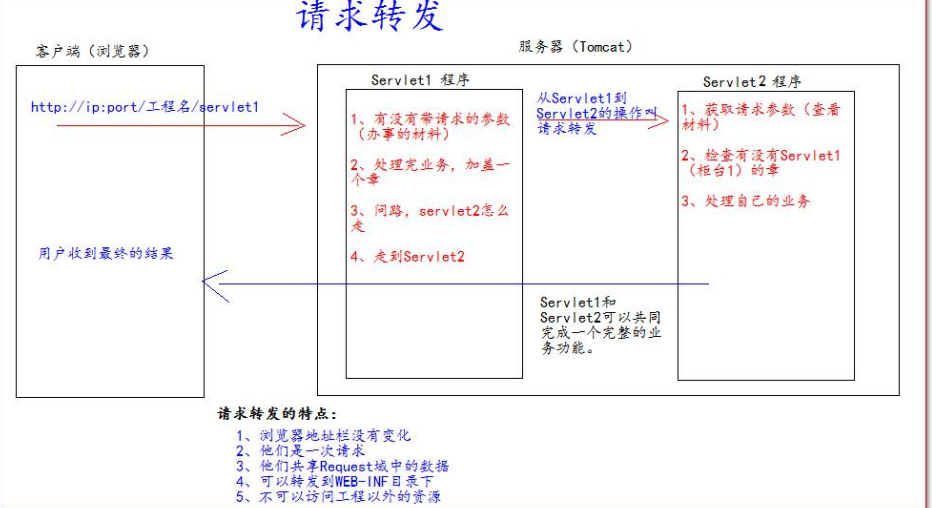 请求转发
客户端（浏览器）
服务器（Tomcat）
http://ip:port/工程名/servlet1
用户收到最终的结果
Servlet1 程序
1、有没有带请求的参数
（办事的材料）
2、处理完业务，加盖一
个章
3、问路，servlet2怎么
走
4、走到Servlet2
从Servlet1到
Servlet2的操作叫
请求转发
Servlet2 程序
1、获取请求参数（查看
材料）
2、检查有没有Servlet1
（柜台1）的章
3、处理自己的业务
Servlet1和
Servlet2可以共同
完成一个完整的业
务功能。
请求转发的特点：
1、浏览器地址栏没有变化
2、他们是一次请求
3、他们共享Request域中的数据
4、可以转发到WEB-INF目录下
5、不可以访问工程以外的资源